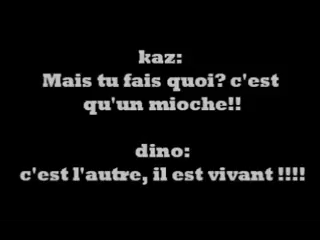 kaz:
Mais tu fais quoi? c'est
qu'un mioche!!
dino:
c'est l'autre, il est vivant !!!!